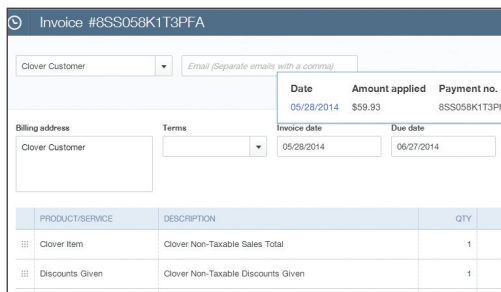 Invoice #8SS058K1T3PFA
Clover Customer
Email (Separate emails with a comma)
Date Amount applied Payment no.
05/28/2014 $59.93 8SS058K1T3P
Billing address Terms Invoice date Due date
Clover Customer 05/28/2014 06/27/2014
PRODUCT/SERVICE DESCRIPTION QTY
Clover Item Clover Non-Taxable Sales Total 1
Discounts Given Clover Non-Taxable Discounts Given 1